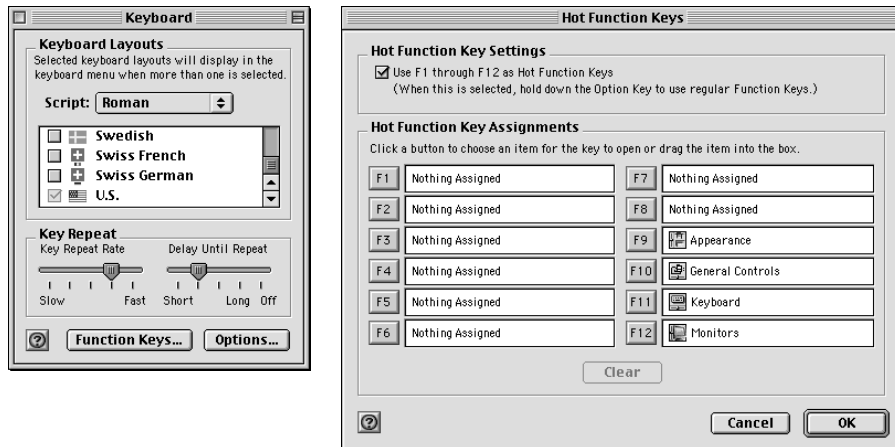 Keyboard
Keyboard Layouts
Selected keyboard layouts will display in the
keyboard menu when more than one is selected.
Script: Roman
Swedish
Swiss French
Swiss German
U.S.
Key Repeat
Key Repeat Rate Delay Until Repeat
Slow Fast Short Long Off
? Function Keys... Options...
Hot Function Keys
Hot Function Key Settings
Use F1 through F12 as Hot Function Keys
(When this is selected, hold down the Option Key to use regular Function Keys.)
Hot Function Key Assignments
Click a button to choose an item for the key to open or drag the item into the box.
F1 Nothing Assigned F7 Nothing Assigned
F2 Nothing Assigned F8 Nothing Assigned
F3 Nothing Assigned F9 Appearance
F4 Nothing Assigned F10 General Controls
F5 Nothing Assigned F11 Keyboard
F6 Nothing Assigned F12 Monitors
Clear
? Cancel OK